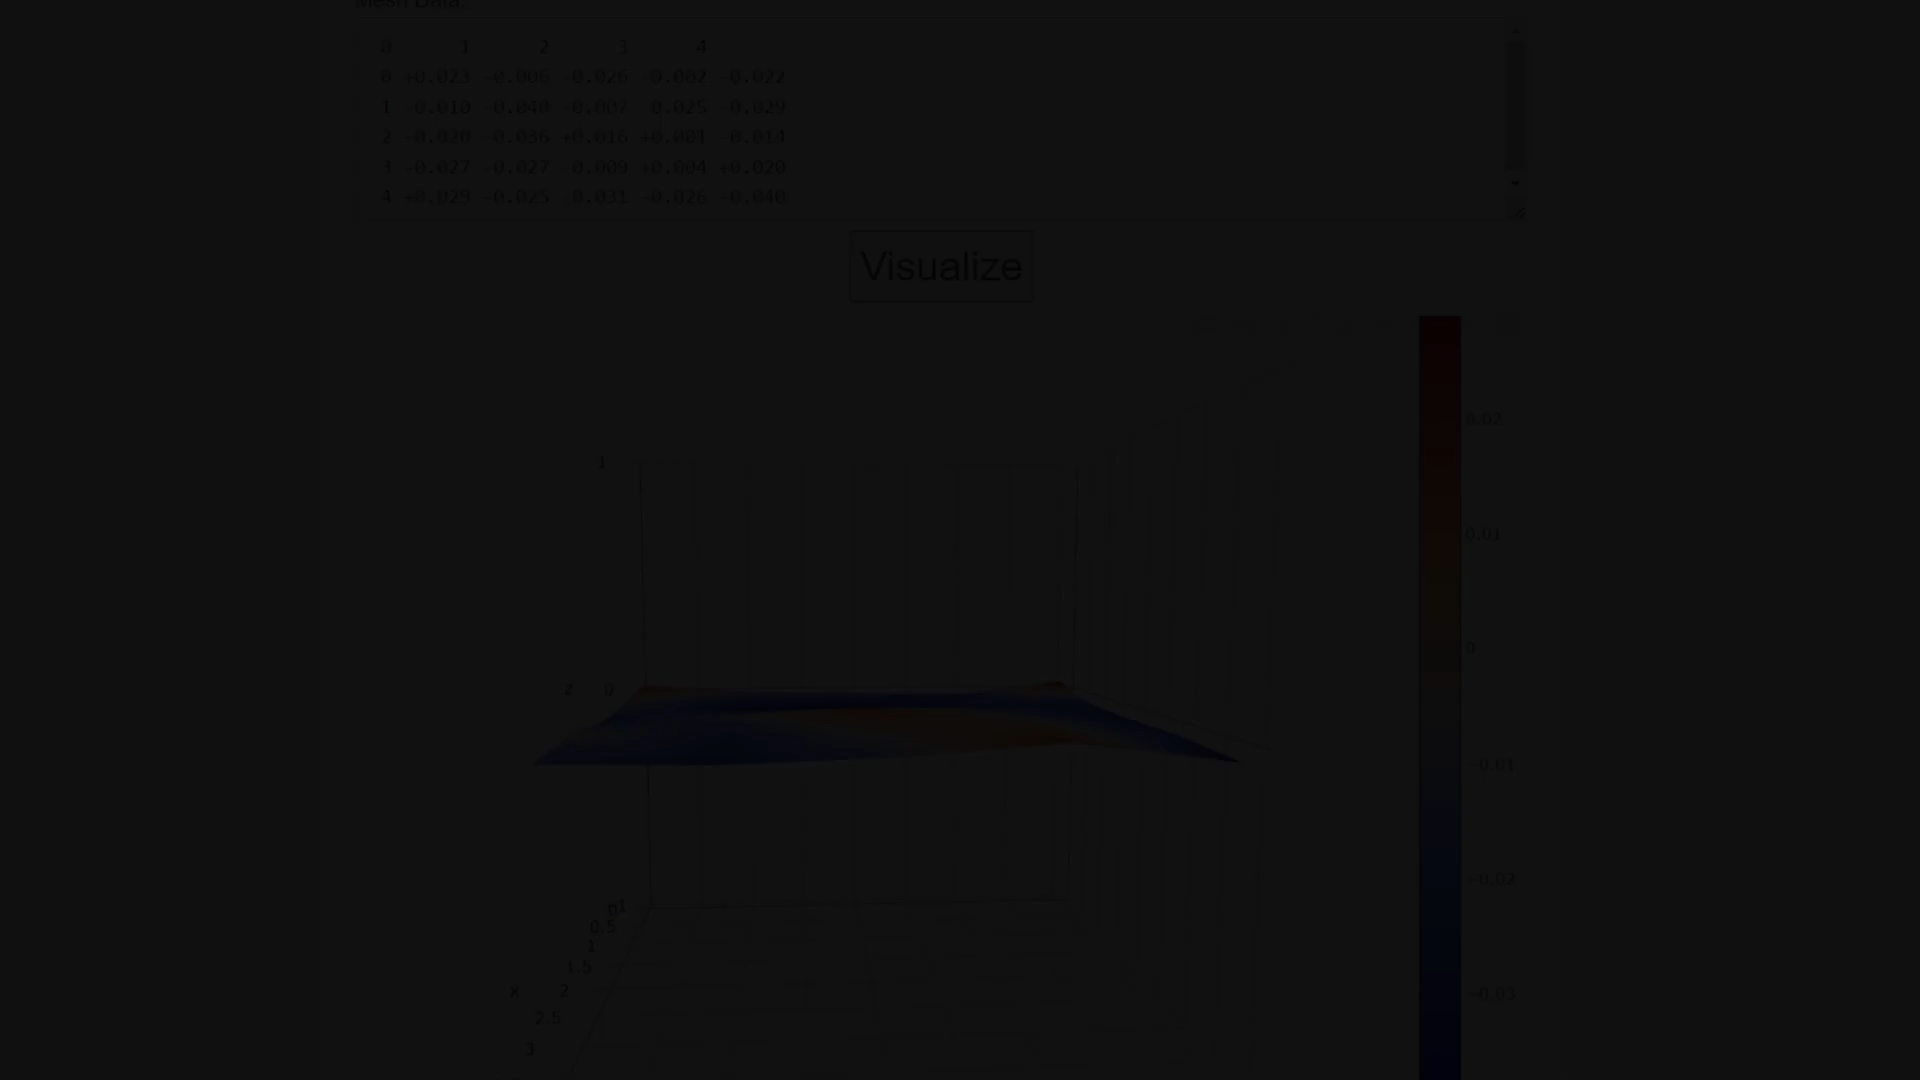 Mesh Data:
0 1 2 3 4
0 +0.023 -0.006 -0.026 -0.002 -0.022
1 -0.010 -0.040 -0.007 0.025 -0.029
2 -0.020 0.036 +0.016 +0.001 -0.014
3 -0.027 -0.027 0.009 +0.004 +0.020
4 +0.029 -0.025 0.031 -0.026 -0.040
Visualize
0.02
0.01
0
-0.01
-0.02
-0.03
1
z 0
0.5
1
1.5
x 2
2.5
3